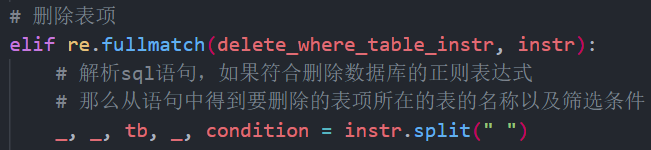 # 删除表项
elif re.fullmatch(delete_where_table_instr, instr):
# 解析sql语句，如果符合删除数据库的正则表达式
# 那么从语句中得到要删除的表项所在的表的名称以及筛选条件
_, _, tb, _, condition = instr.split(" ")